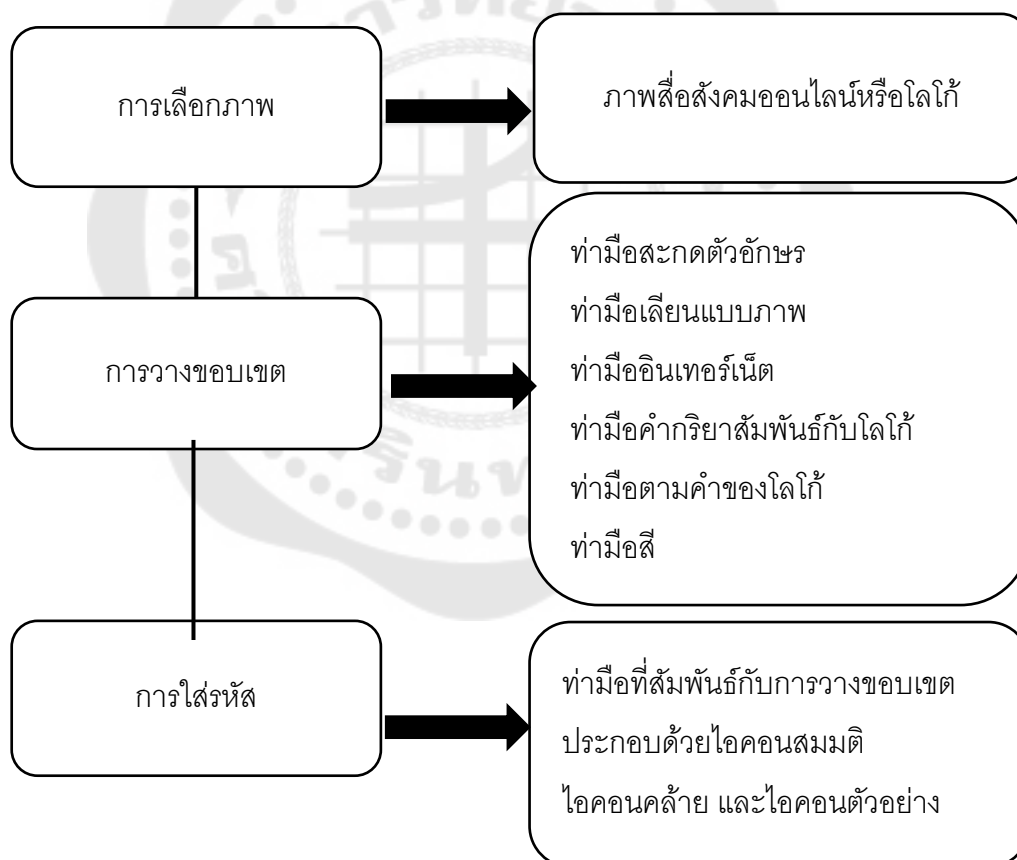 การเลือกภาพ
ภาพสื่อสังคมออนไลน์หรือโลโก้
การวางขอบเขต
ท่ามือสะกดตัวอักษร
ท่ามือเลียนแบบภาพ
ท่ามืออินเทอร์เน็ต
ท่ามือคำกริยาสัมพันธ์กับโลโก้
ท่ามือตามคำของโลโก้
ท่ามือสี
การใส่รหัส
ท่ามือที่สัมพันธ์กับการวางขอบเขต
ประกอบด้วยไอคอนสมมติ
ไอคอนคล้าย และไอคอนตัวอย่าง